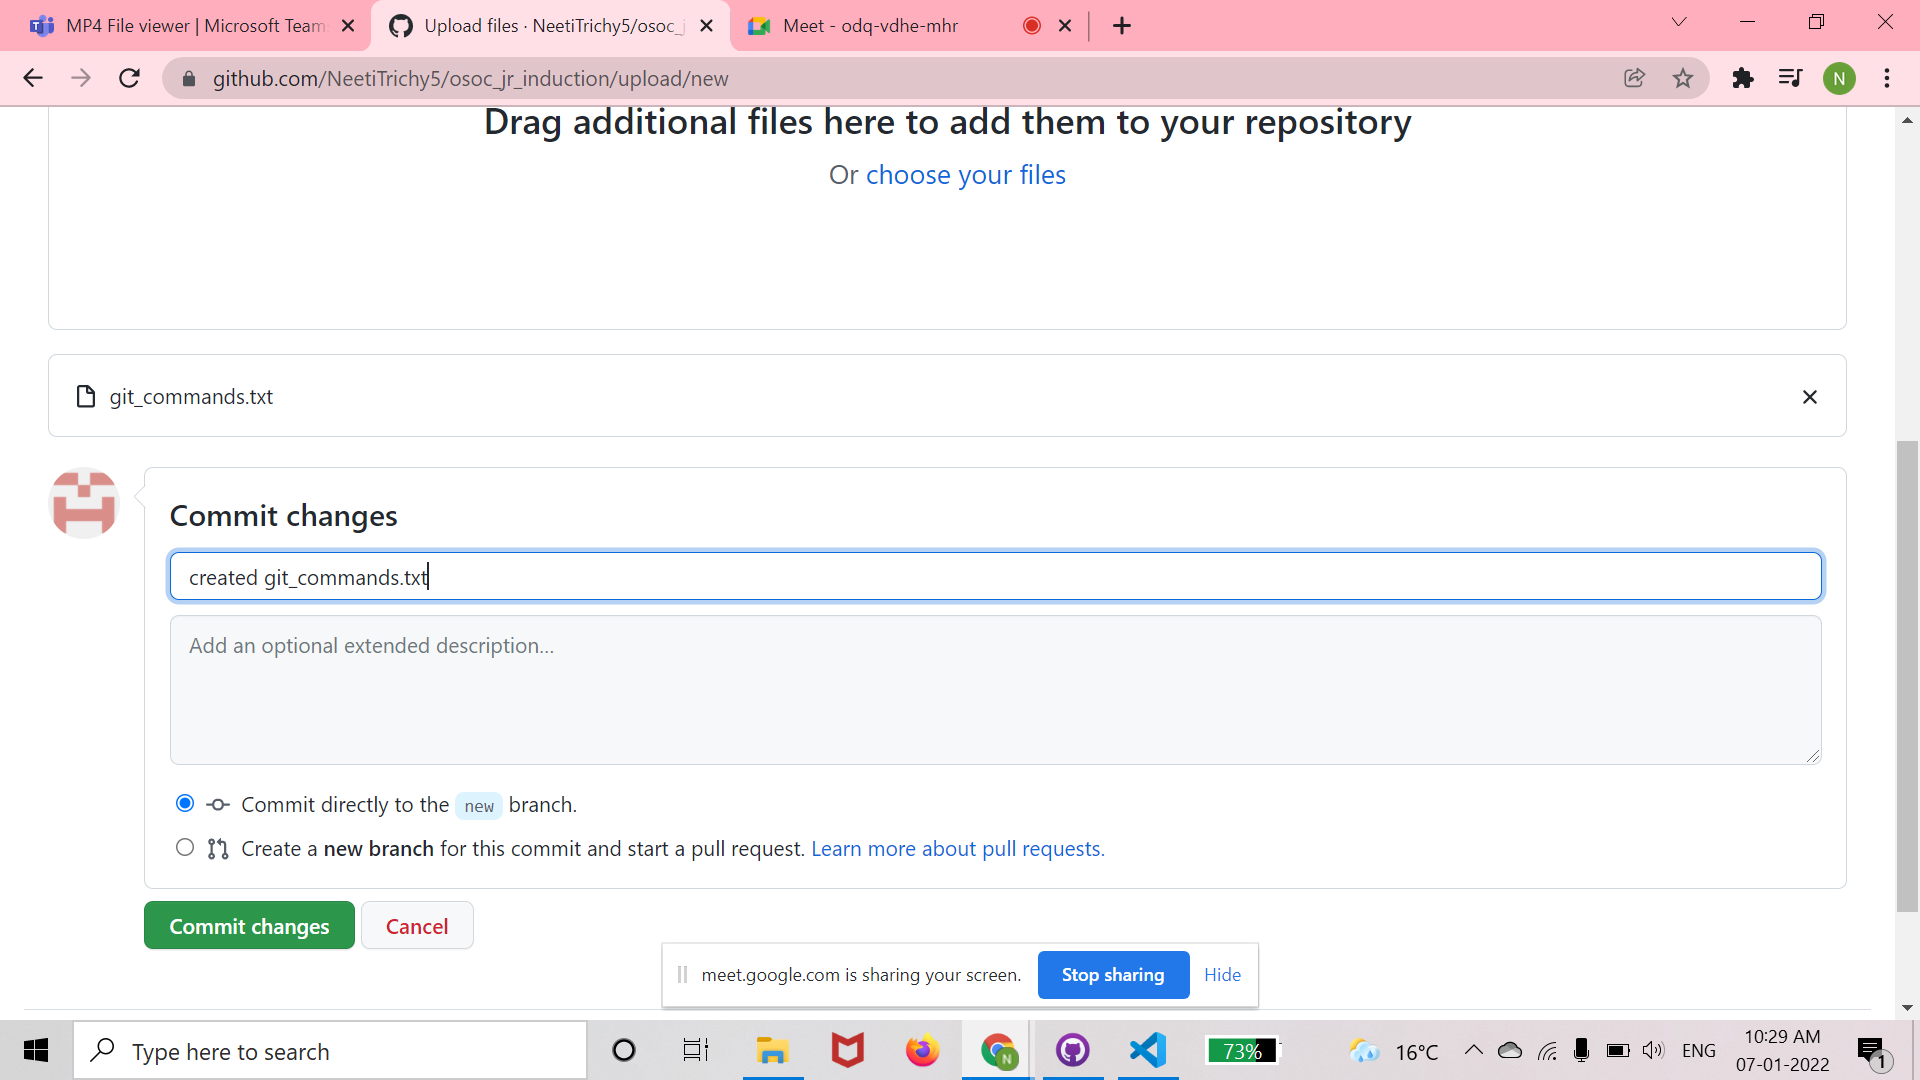 MP4 File viewer | Microsoft Team
Upload files · NeetiTrichy5/osoc_j
Meet - odq-vdhe-mhr
github.com/NeetiTrichy5/osoc_jr_induction/upload/new
N
Drag additional files here to add them to your repository
Or choose your files
git_commands.txt
Commit changes
created git_commands.txt
Add an optional extended description...
Commit directly to the new branch.
Create a new branch for this commit and start a pull request. Learn more about pull requests.
Commit changes
Cancel
meet.google.com is sharing your screen.
Stop sharing
Hide
Type here to search
N
73%
16°C
ENG
10:29 AM
07-01-2022
1